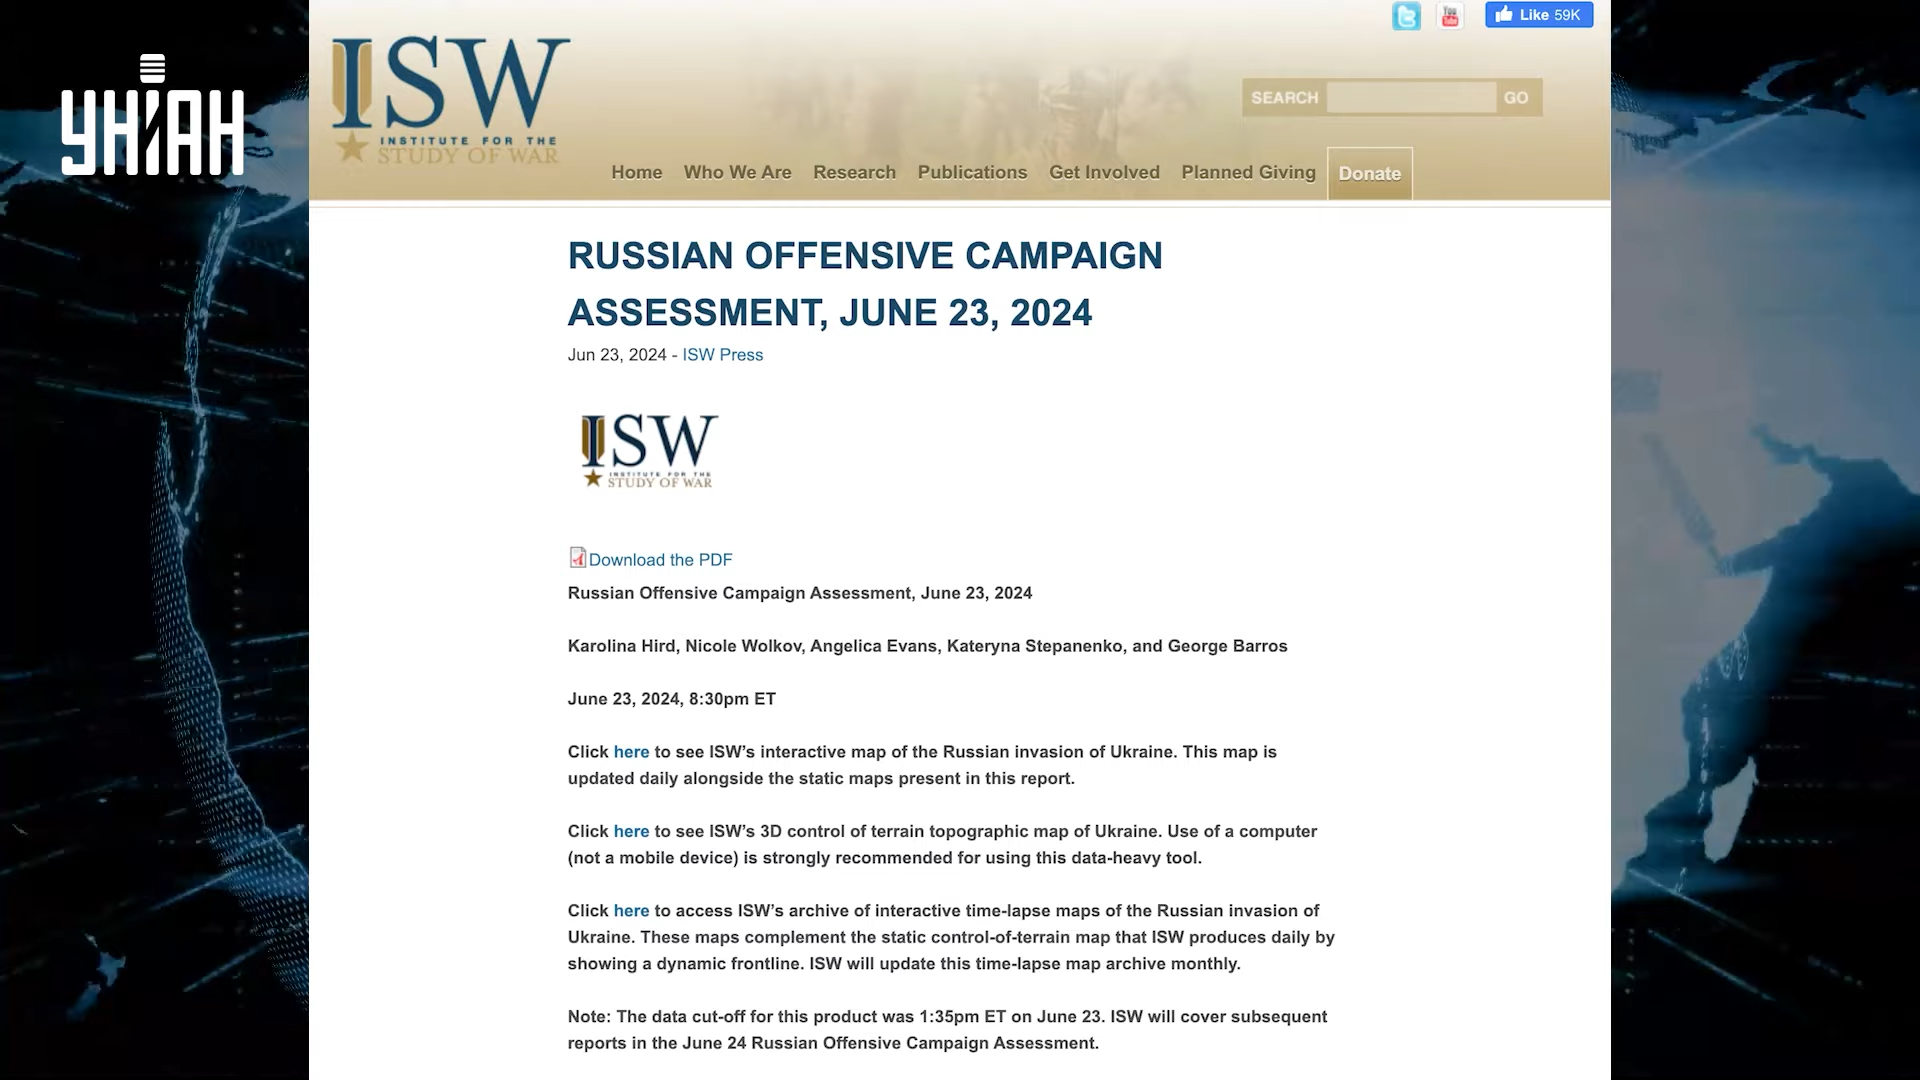 УНІАН
Like 59K
ISW
INSTITUTE FOR THE
STUDY OF WAR
SEARCH GO
Home Who We Are Research Publications Get Involved Planned Giving Donate
RUSSIAN OFFENSIVE CAMPAIGN
ASSESSMENT, JUNE 23, 2024
Jun 23, 2024 - ISW Press
ISW
INSTITUTE FOR THE
STUDY OF WAR
Download the PDF
Russian Offensive Campaign Assessment, June 23, 2024
Karolina Hird, Nicole Wolkov, Angelica Evans, Kateryna Stepanenko, and George Barros
June 23, 2024, 8:30pm ET
Click here to see ISW’s interactive map of the Russian invasion of Ukraine. This map is
updated daily alongside the static maps present in this report.
Click here to see ISW’s 3D control of terrain topographic map of Ukraine. Use of a computer
(not a mobile device) is strongly recommended for using this data-heavy tool.
Click here to access ISW’s archive of interactive time-lapse maps of the Russian invasion of
Ukraine. These maps complement the static control-of-terrain map that ISW produces daily by
showing a dynamic frontline. ISW will update this time-lapse map archive monthly.
Note: The data cut-off for this product was 1:35pm ET on June 23. ISW will cover subsequent
reports in the June 24 Russian Offensive Campaign Assessment.